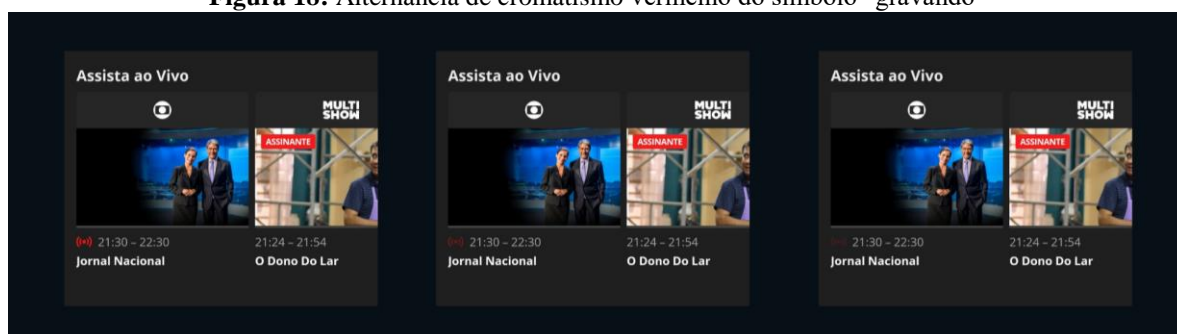 Figura 18: Alternância de cromatismo vermelho do símbolo "gravando"
Assista ao Vivo
MULTI
SHOW
ASSINANTE
21:30 – 22:30
21:24 – 21:54
Jornal Nacional
O Dono Do Lar
Assista ao Vivo
MULTI
SHOW
ASSINANTE
21:30 – 22:30
21:24 – 21:54
Jornal Nacional
O Dono Do Lar
Assista ao Vivo
MULTI
SHOW
ASSINANTE
21:30 – 22:30
21:24 – 21:54
Jornal Nacional
O Dono Do Lar